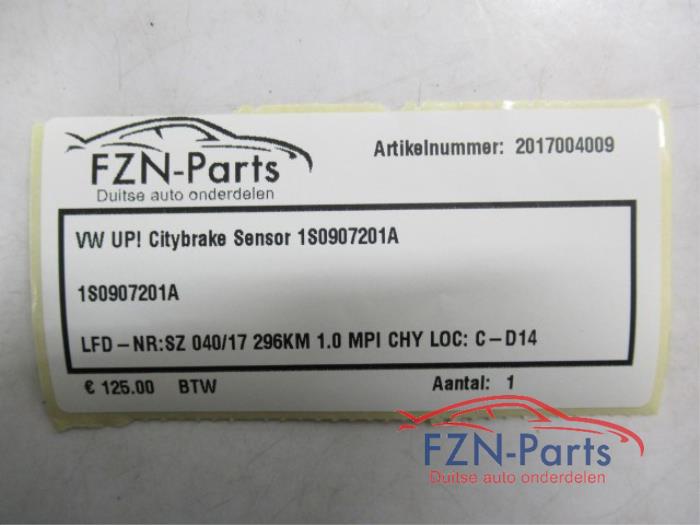 FZN-Parts
Duitse auto onderdelen
Artikelnummer: 2017004009
VW UP! Citybrake Sensor 1S0907201A
1S0907201A
LFD-NR:SZ 040/17 296KM 1.0 MPI CHY LOC: C-D14
€ 125.00 BTW Aantal: 1
FZN-Parts
Duitse auto onderdelen